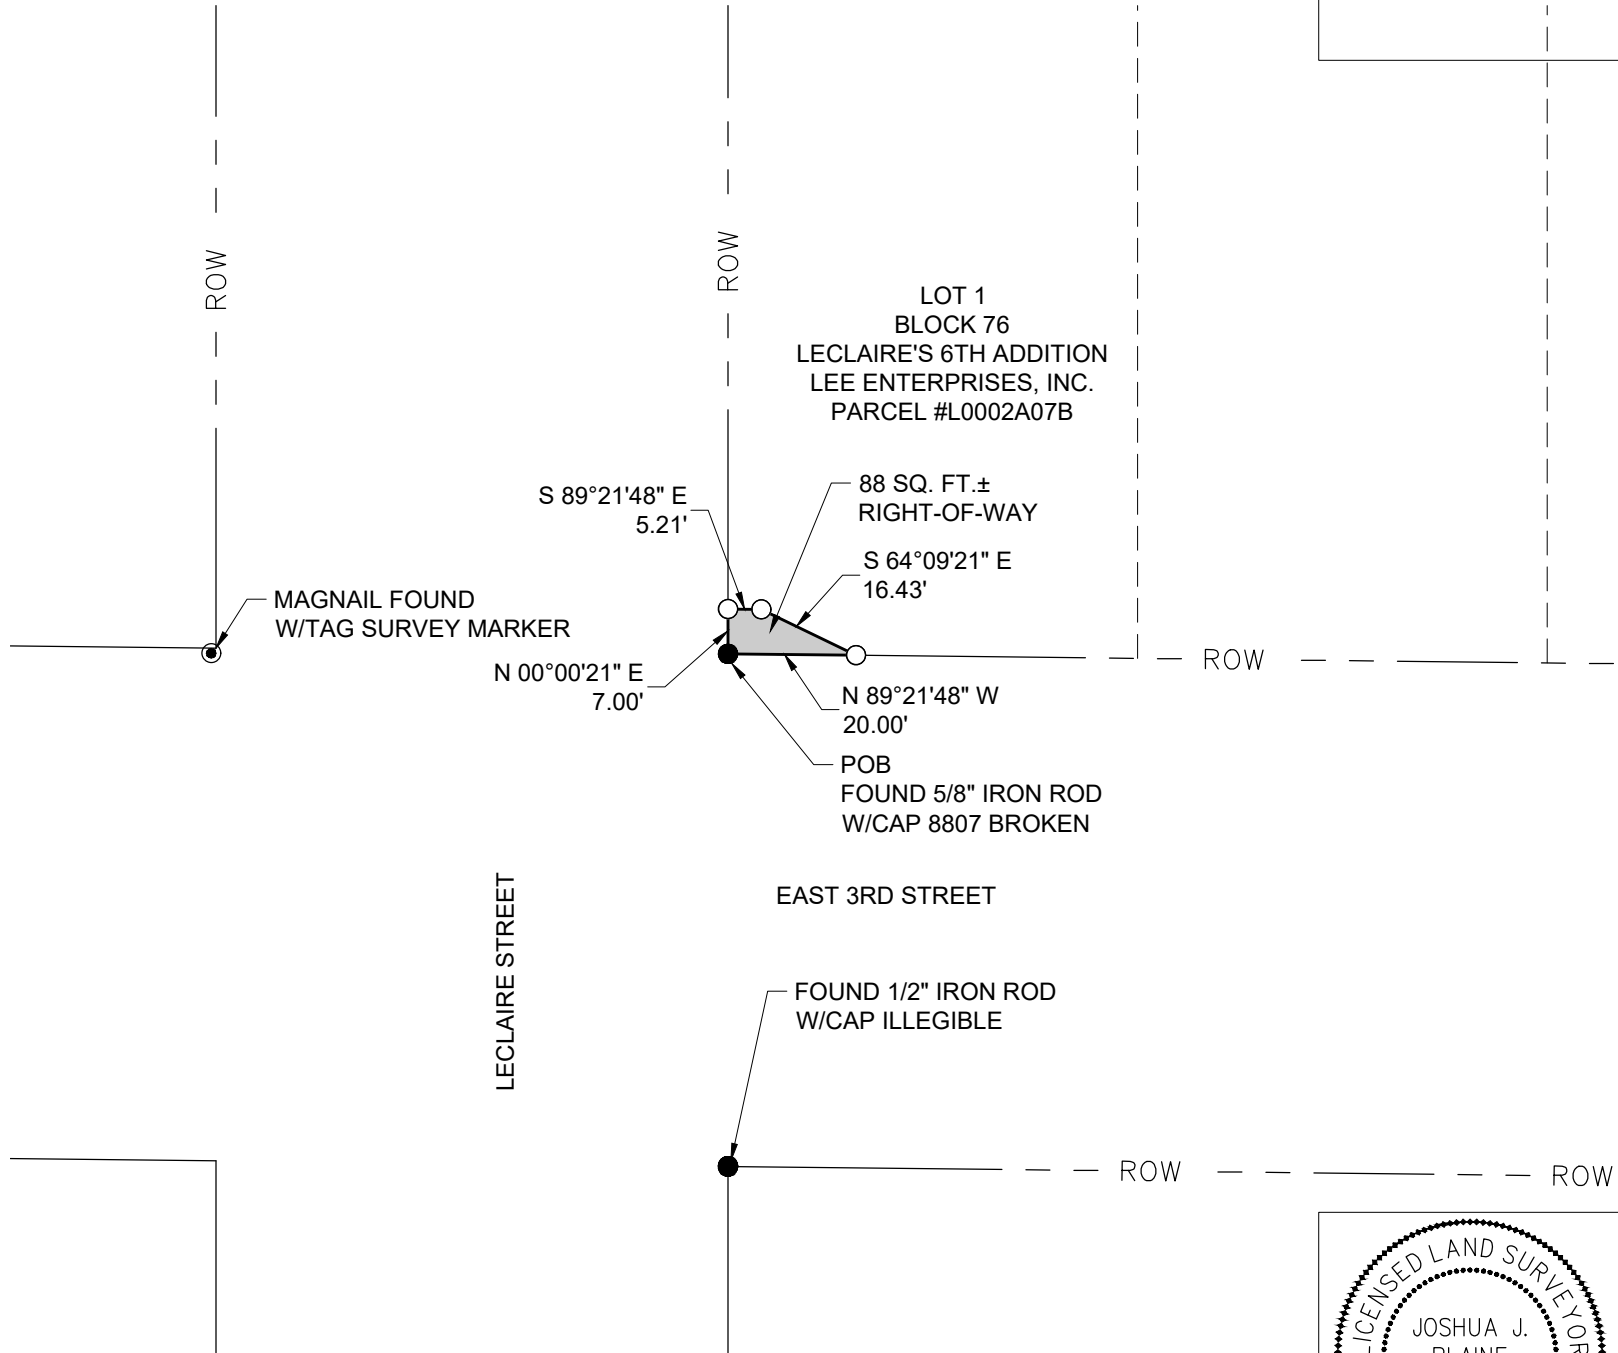 ROW
ROW
LOT 1
BLOCK 76
LECLAIRE'S 6TH ADDITION
LEE ENTERPRISES, INC.
PARCEL #L0002A07B
S 89°21'48" E
5.21'
88 SQ. FT.±
RIGHT-OF-WAY
S 64°09'21" E
16.43'
MAGNAIL FOUND
W/TAG SURVEY MARKER
N 00°00'21" E
7.00'
ROW
N 89°21'48" W
20.00'
POB
FOUND 5/8" IRON ROD
W/CAP 8807 BROKEN
EAST 3RD STREET
LECLAIRE STREET
FOUND 1/2" IRON ROD
W/CAP ILLEGIBLE
ROW
ROW
LICENSED LAND SURVEYOR
JOSHUA J.